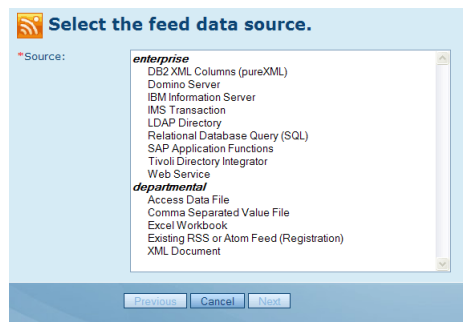 Select the feed data source.
*Source:
enterprise
DB2 XML Columns (pureXML)
Domino Server
IBM Information Server
IMS Transaction
LDAP Directory
Relational Database Query (SQL)
SAP Application Functions
Tivoli Directory Integrator
Web Service
departmental
Access Data File
Comma Separated Value File
Excel Workbook
Existing RSS or Atom Feed (Registration)
XML Document
Previous Cancel Next